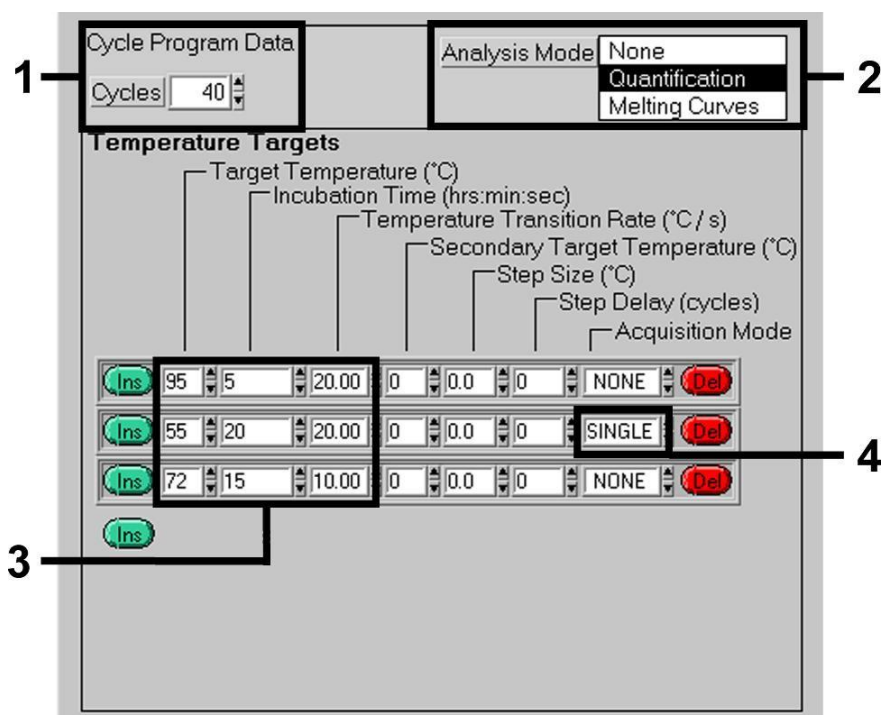 Cycle Program Data
Analysis Mode None
Quantification
Melting Curves
1
2
Cycles 40
Temperature Targets
Target Temperature (°C)
Incubation Time (hrs:min:sec)
Temperature Transition Rate (°C / s)
Secondary Target Temperature (°C)
Step Size (°C)
Step Delay (cycles)
Acquisition Mode
Ins 95 5 20.00 0 0.0 0 NONE Del
Ins 55 20 20.00 0 0.0 0 SINGLE Del
4
Ins 72 15 10.00 0 0.0 0 NONE Del
Ins
3